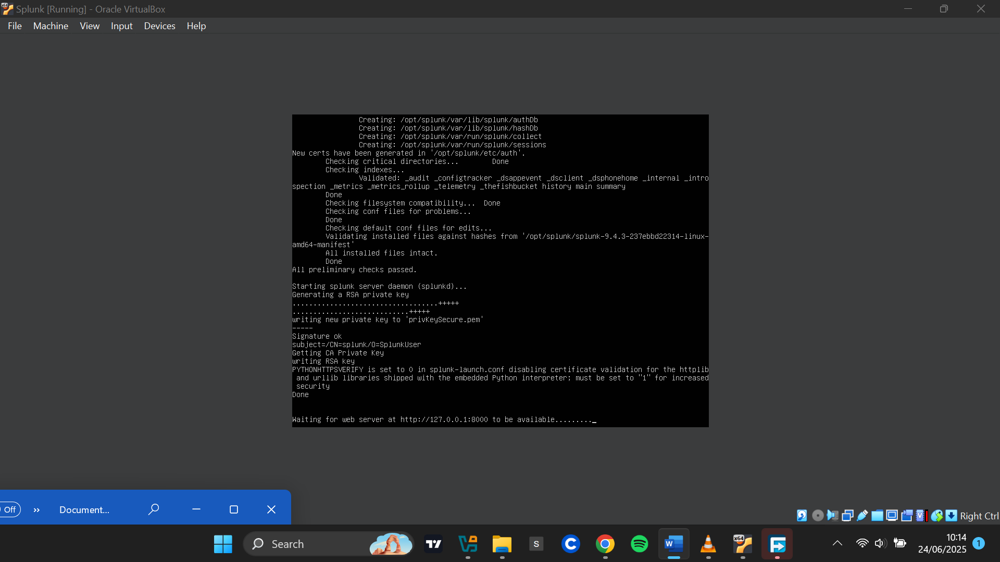 Splunk [Running] - Oracle VirtualBox
File Machine View Input Devices Help
Creating: /opt/splunk/var/lib/splunk/authDb
Creating: /opt/splunk/var/lib/splunk/hashDb
Creating: /opt/splunk/var/run/splunk/collect
Creating: /opt/splunk/var/run/splunk/sessions
New certs have been generated in '/opt/splunk/etc/auth'.
Checking critical directories... Done
Checking indexes...
Validated: _audit _configtracker _dsappevent _dsclient _dsphonehome _internal _intro
spection _metrics _metrics_rollup _telemetry _thefishbucket history main summary
Done
Checking filesystem compatibility... Done
Checking conf files for problems...
Done
Checking default conf files for edits...
Validating installed files against hashes from '/opt/splunk/splunk-9.4.3-237ebbd22314-linux-
amd64-manifest'
All installed files intact.
Done
All preliminary checks passed.
Starting splunk server daemon (splunkd)...
Generating a RSA private key
...................................+++++
............................+++++
writing new private key to 'privKeySecure.pem'
-----
Signature ok
subject=/CN=splunk/O=SplunkUser
Getting CA Private Key
writing RSA key
PYTHONHTTPSVERIFY is set to 0 in splunk-launch.conf disabling certificate validation for the httplib
and urllib libraries shipped with the embedded Python interpreter; must be set to "1" for increased
security
Done
Waiting for web server at http://127.0.0.1:8000 to be available.........._
Off » Document...
Right Ctrl
Search
10:14
24/06/2025
1